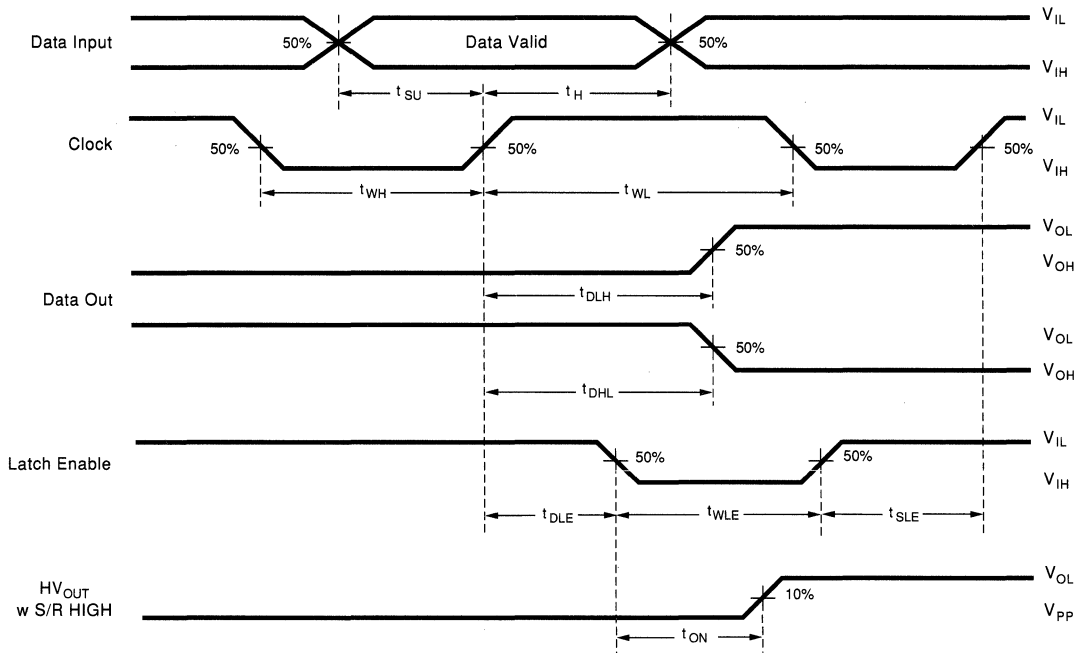 V_IL
Data Input
50%
Data Valid
50%
V_IH
t_SU
t_H
V_IL
Clock
50%
50%
50%
50%
V_IH
t_WH
t_WL
V_OL
50%
V_OH
t_DLH
Data Out
V_OL
50%
V_OH
t_DHL
V_IL
Latch Enable
50%
50%
V_IH
t_DLE
t_WLE
t_SLE
V_OL
HV_OUT
w S/R HIGH
10%
V_PP
t_ON